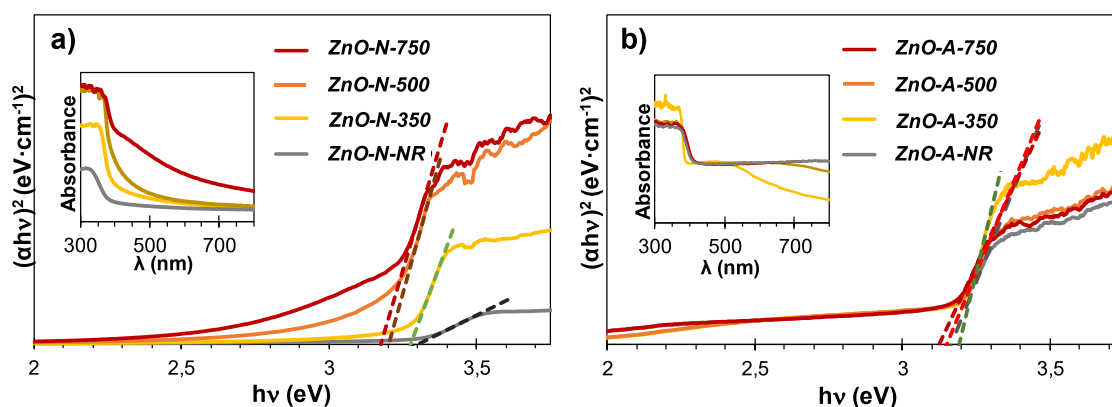 a)
ZnO-N-750
ZnO-N-500
ZnO-N-350
ZnO-N-NR
Absorbance
300 500 700
λ (nm)
(αhν)² (eV·cm⁻¹)²
2 2,5 3 3,5
hν (eV)
b)
ZnO-A-750
ZnO-A-500
ZnO-A-350
ZnO-A-NR
Absorbance
300 500 700
λ (nm)
(αhν)² (eV·cm⁻¹)²
2 2,5 3 3,5
hν (eV)